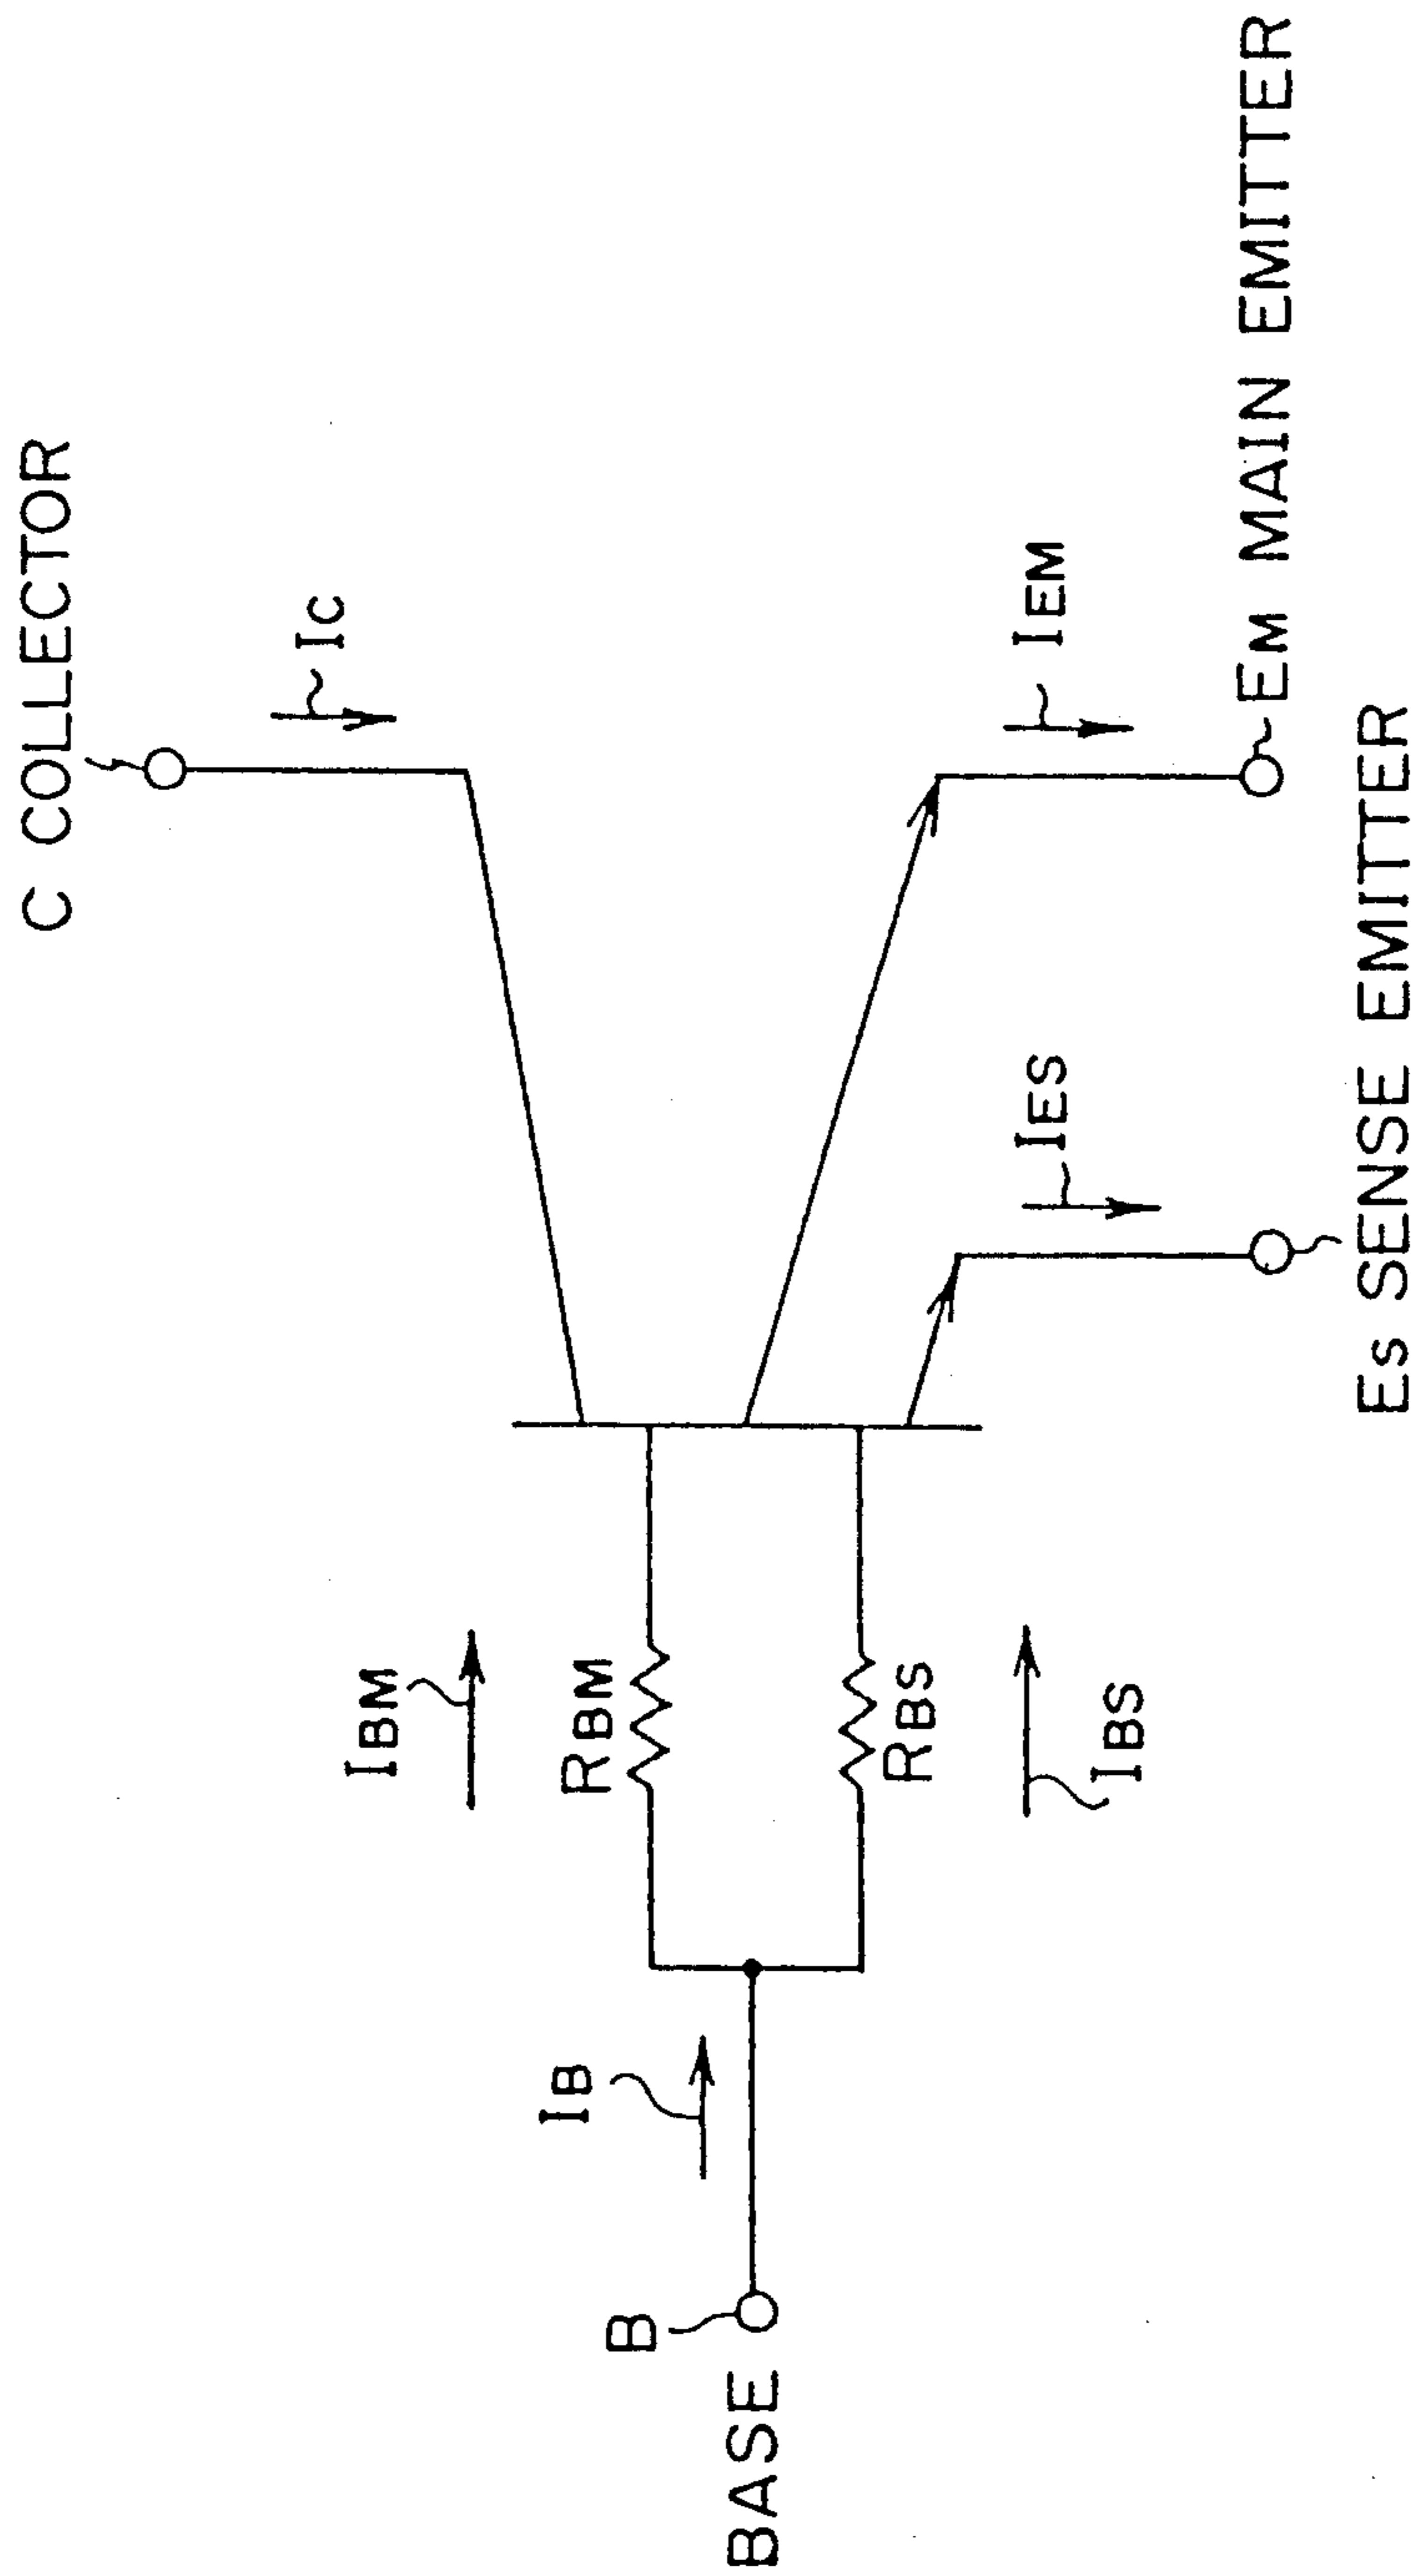 C COLLECTOR
IC
IBM
RBM
IB
B
BASE
RBS
IBS
IES
IEM
EM MAIN EMITTER
ES SENSE EMITTER